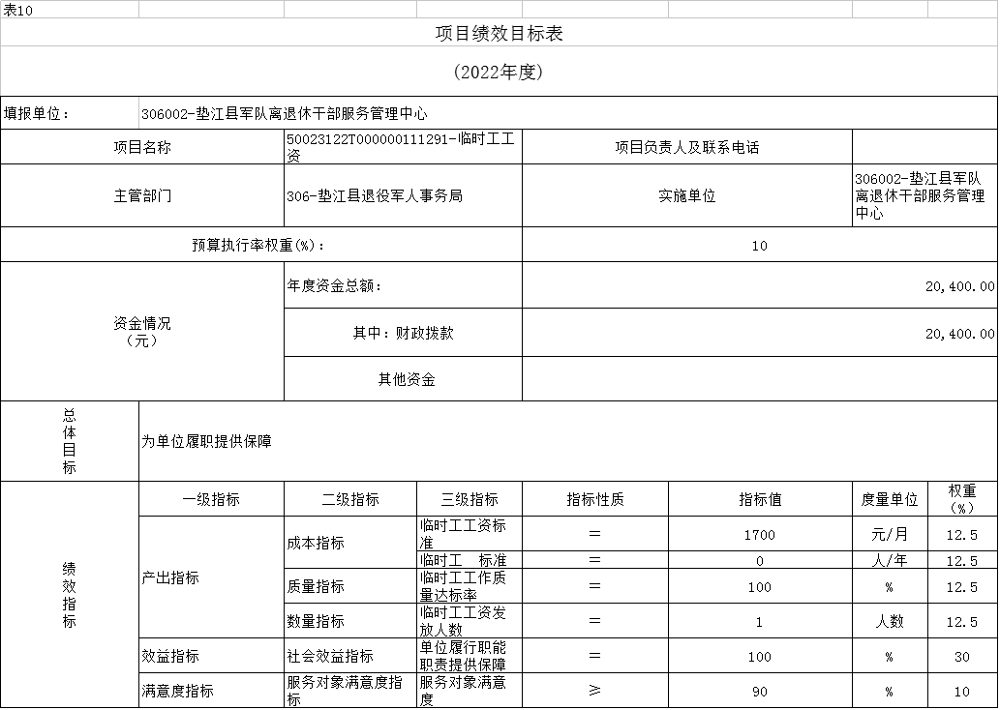 表10
项目绩效目标表
(2022年度)
填报单位：
306002-垫江县军队离退休干部服务管理中心
项目名称
50023122T000000111291-临时工工
资
项目负责人及联系电话
主管部门
306-垫江县退役军人事务局
实施单位
306002-垫江县军队
离退休干部服务管理
中心
预算执行率权重(%)：
10
资金情况
（元）
年度资金总额：
20,400.00
其中：财政拨款
20,400.00
其他资金
总
体
目
标
为单位履职提供保障
绩
效
指
标
一级指标
二级指标
三级指标
指标性质
指标值
度量单位
权重
（%）
产出指标
成本指标
临时工工资标
准
＝
1700
元/月
12.5
临时工　标准
＝
0
人/年
12.5
质量指标
临时工工作质
量达标率
＝
100
%
12.5
数量指标
临时工工资发
放人数
＝
1
人数
12.5
效益指标
社会效益指标
单位履行职能
职责提供保障
＝
100
%
30
满意度指标
服务对象满意度指
标
服务对象满意
度
≥
90
%
10